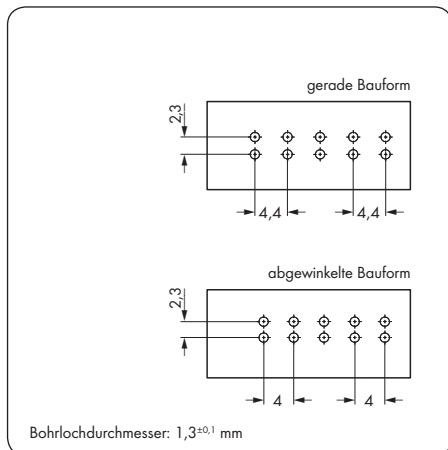 gerade Bauform
2,3
4,4 4,4
abgewinkelte Bauform
2,3
4 4
Bohrlochdurchmesser: 1,3±0,1 mm